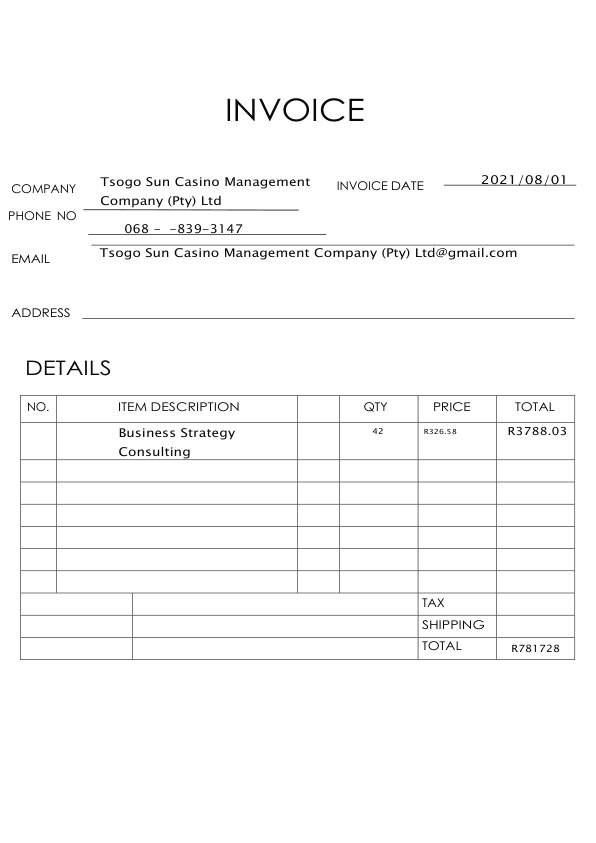 INVOICE
COMPANY Tsogo Sun Casino Management INVOICE DATE 2021/08/01
Company (Pty) Ltd
PHONE NO 068 - -839-3147
EMAIL Tsogo Sun Casino Management Company (Pty) Ltd@gmail.com
ADDRESS
DETAILS
NO. ITEM DESCRIPTION QTY PRICE TOTAL
Business Strategy 42 R326.58 R3788.03
Consulting
TAX
SHIPPING
TOTAL R781728